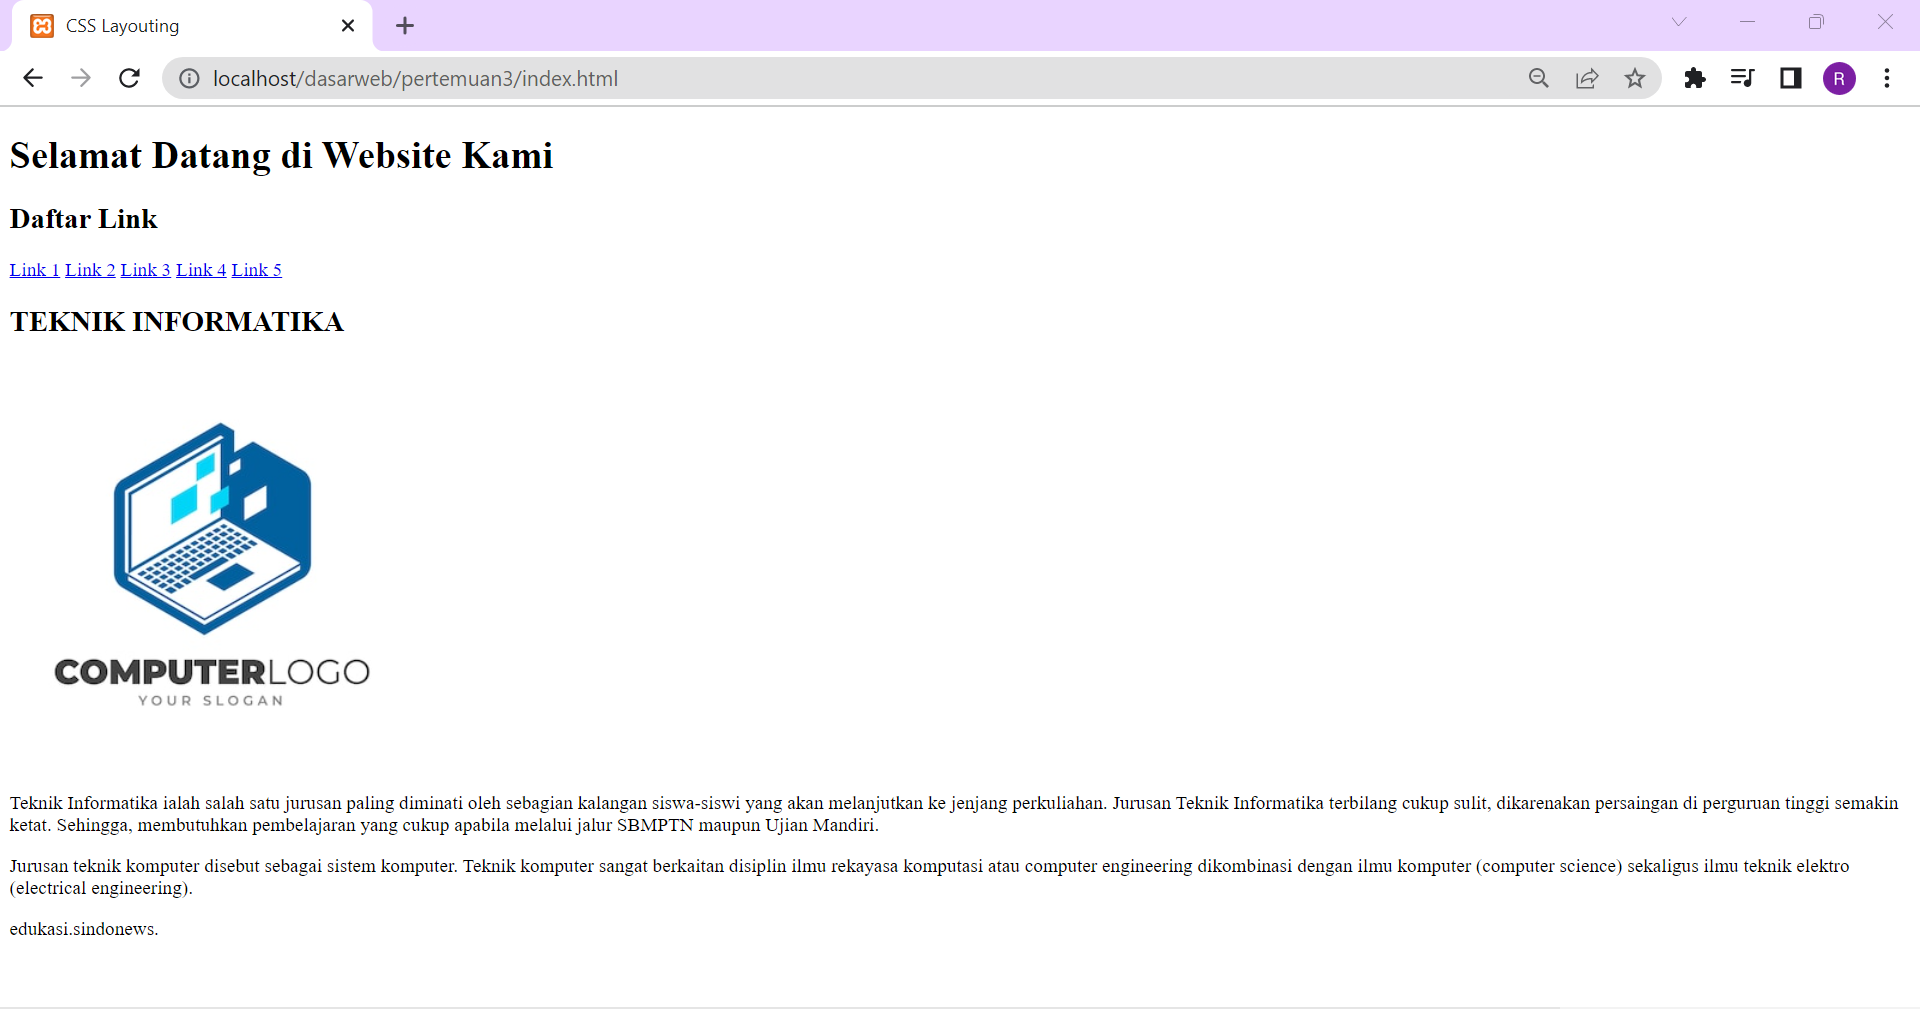 CSS Layouting
localhost/dasarweb/pertemuan3/index.html
R
Selamat Datang di Website Kami
Daftar Link
Link 1 Link 2 Link 3 Link 4 Link 5
TEKNIK INFORMATIKA
COMPUTERLOGO
YOUR SLOGAN
Teknik Informatika ialah salah satu jurusan paling diminati oleh sebagian kalangan siswa-siswi yang akan melanjutkan ke jenjang perkuliahan. Jurusan Teknik Informatika terbilang cukup sulit, dikarenakan persaingan di perguruan tinggi semakin
ketat. Sehingga, membutuhkan pembelajaran yang cukup apabila melalui jalur SBMPTN maupun Ujian Mandiri.
Jurusan teknik komputer disebut sebagai sistem komputer. Teknik komputer sangat berkaitan disiplin ilmu rekayasa komputasi atau computer engineering dikombinasi dengan ilmu komputer (computer science) sekaligus ilmu teknik elektro
(electrical engineering).
edukasi.sindonews.